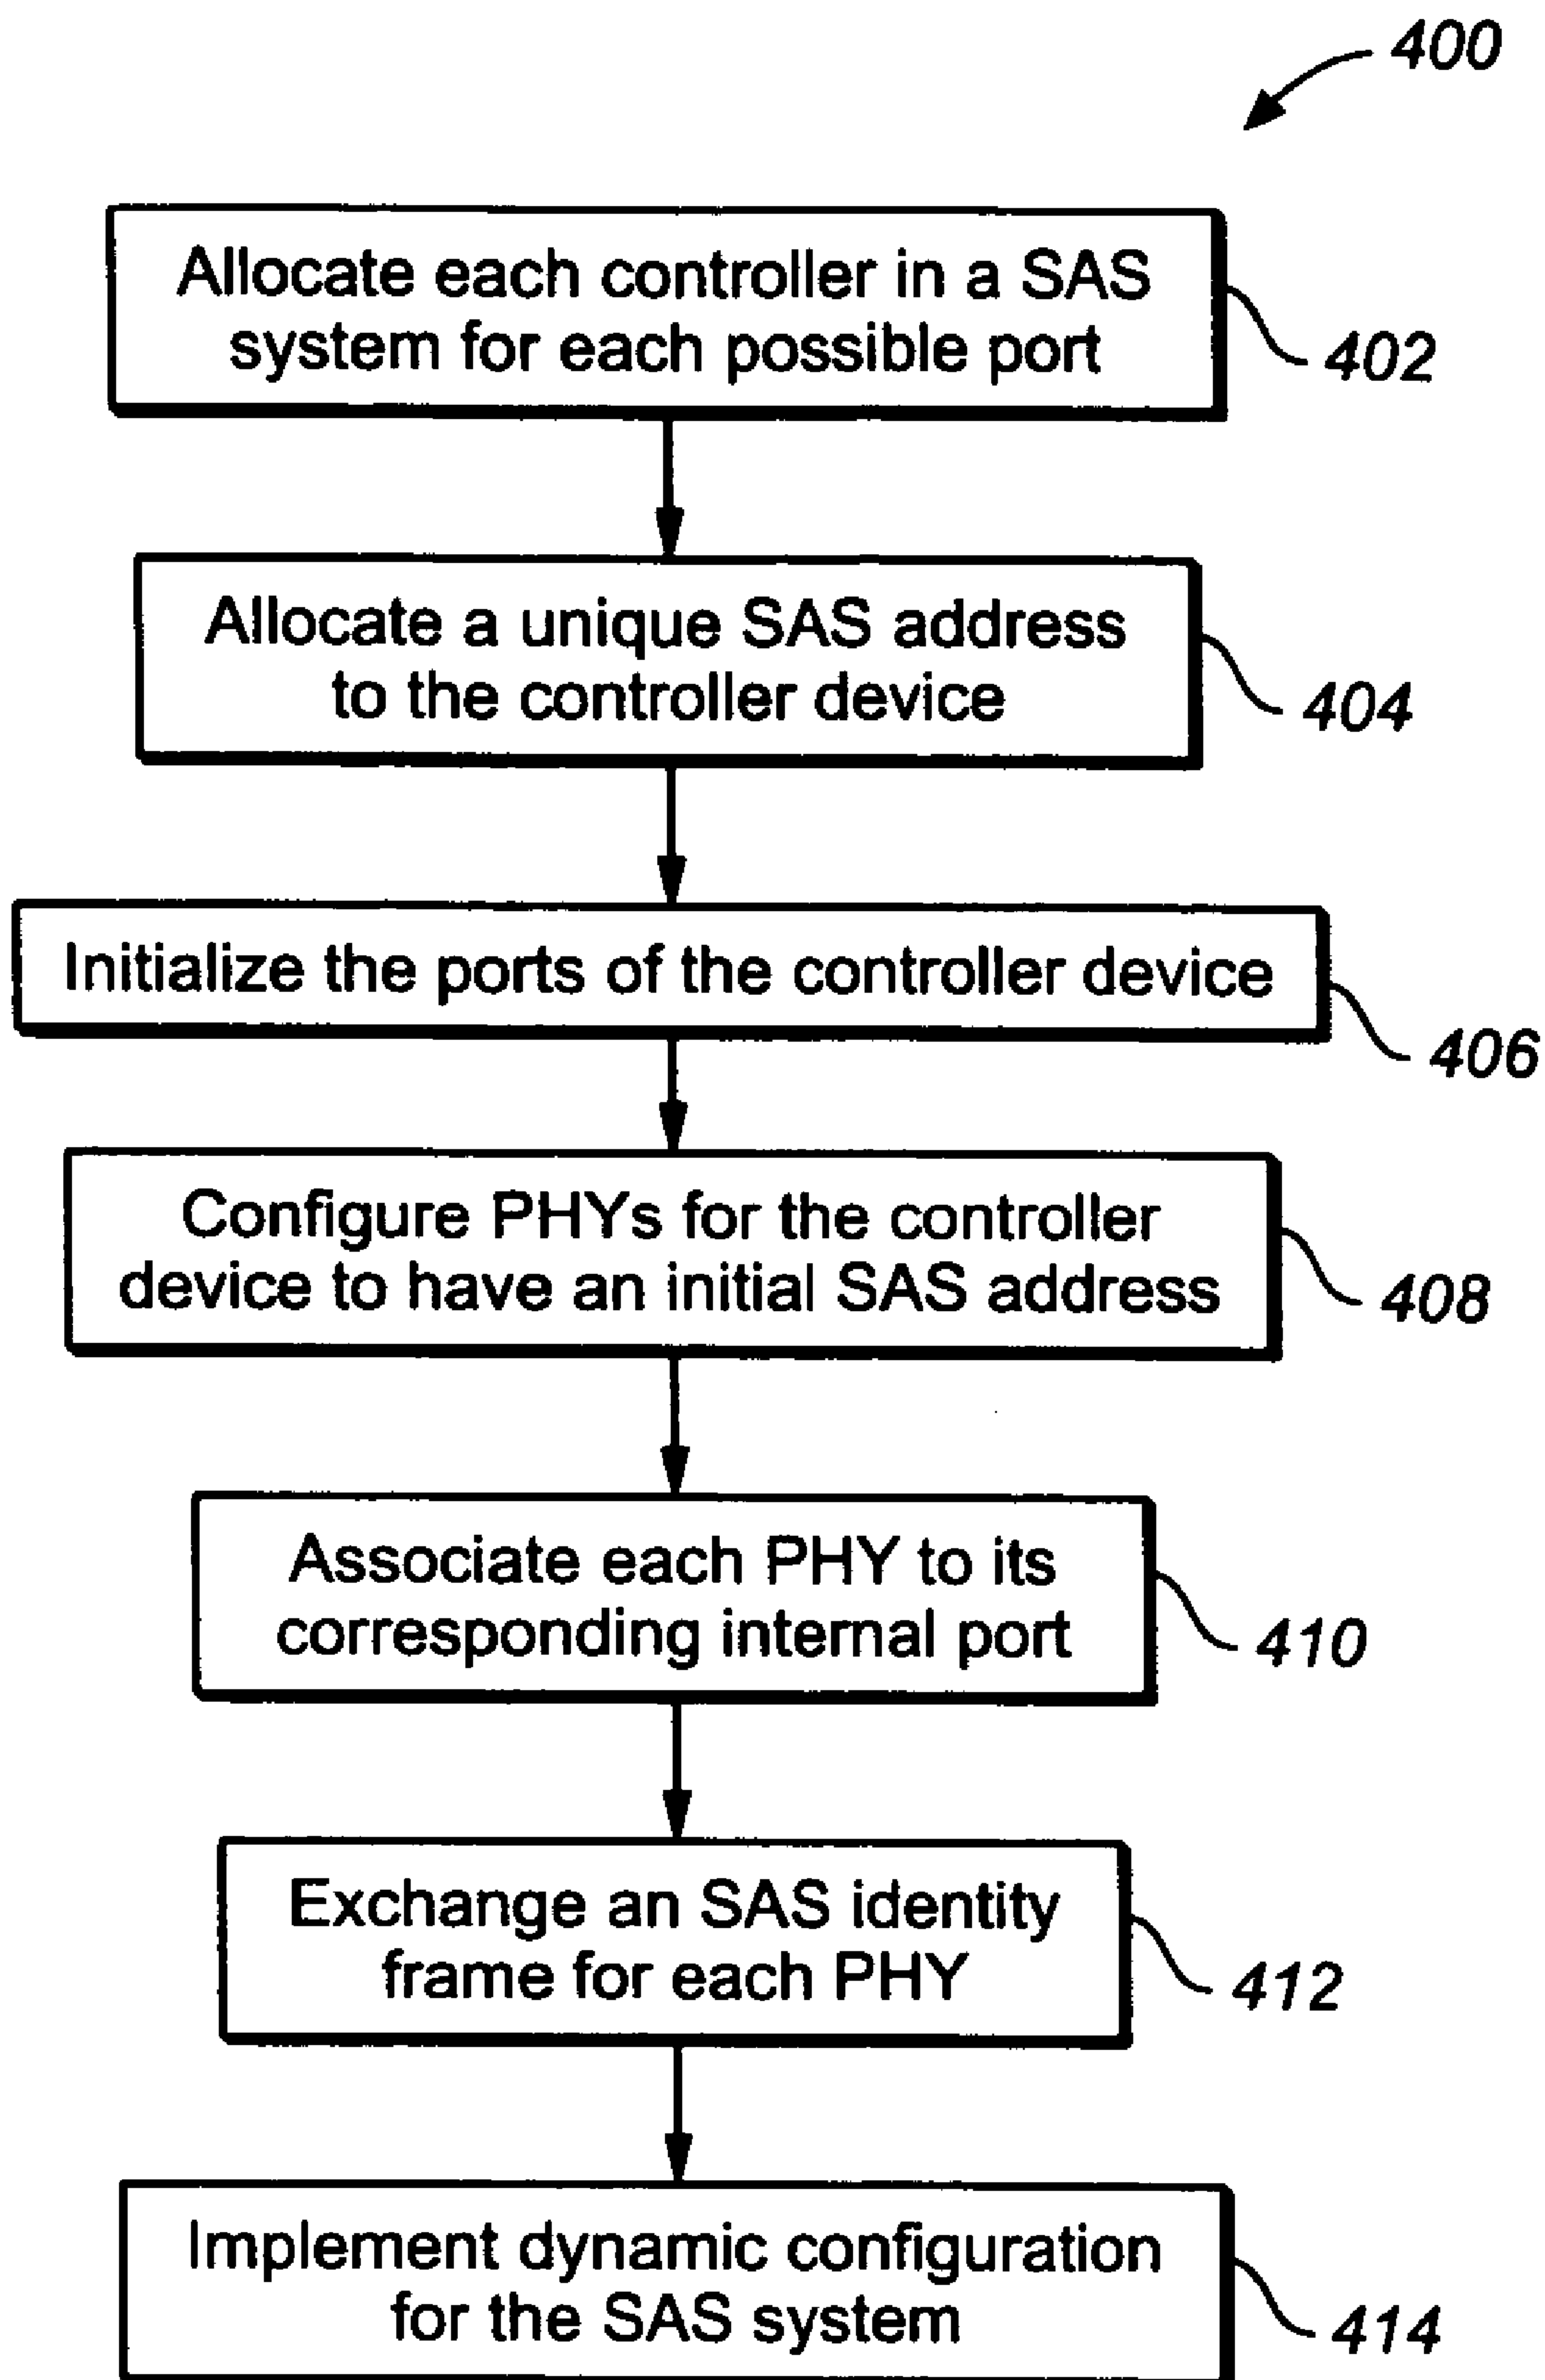 400
Allocate each controller in a SAS
system for each possible port
402
Allocate a unique SAS address
to the controller device
404
Initialize the ports of the controller device
406
Configure PHYs for the controller
device to have an initial SAS address
408
Associate each PHY to its
corresponding internal port
410
Exchange an SAS identity
frame for each PHY
412
Implement dynamic configuration
for the SAS system
414